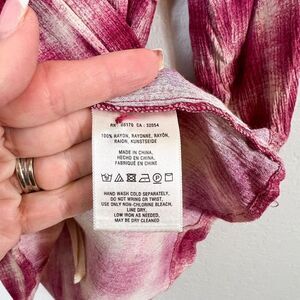 RN 66170 CA 32054
100% RAYON, RAYONNE, RAYÓN,
RAION, KUNSTSEIDE
MADE IN CHINA,
HECHO EN CHINA,
FABRIQUÉ EN CHINE
HAND WASH COLD SEPARATELY,
DO NOT WRING OR TWIST,
USE ONLY NON-CHLORINE BLEACH,
LINE DRY,
LOW IRON AS NEEDED,
MAY BE DRY CLEANED